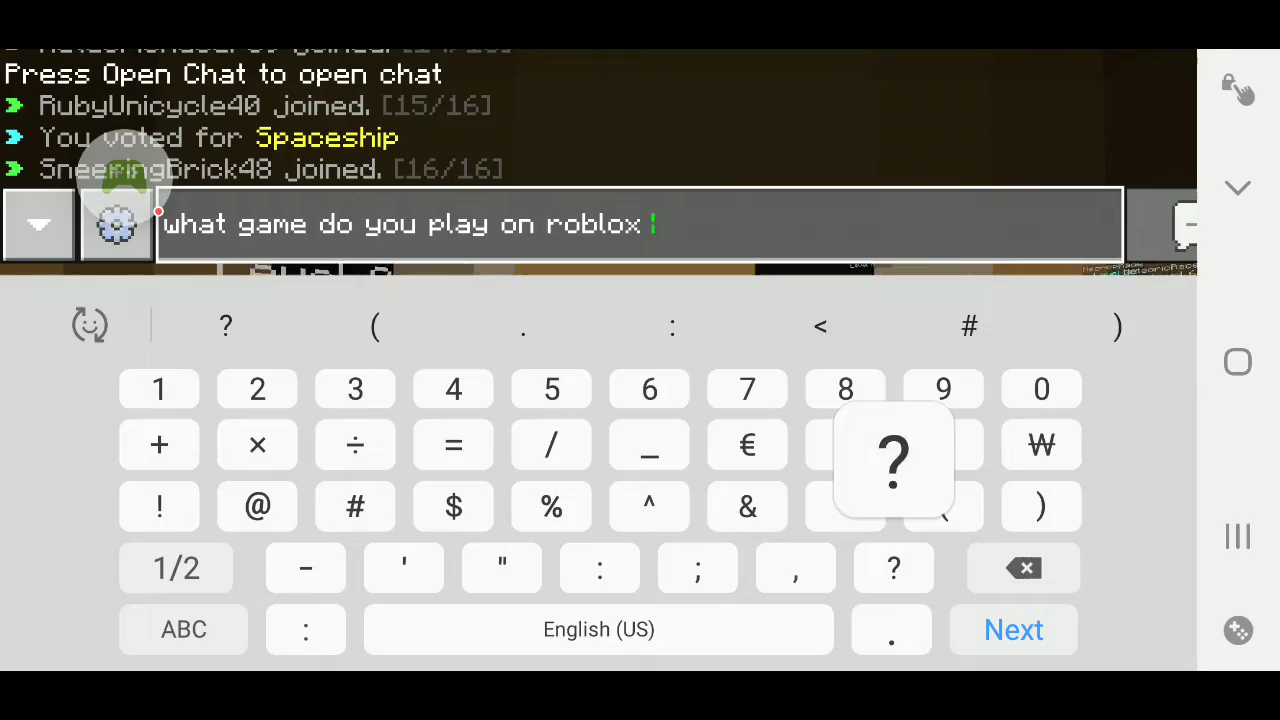 Press Open Chat to open chat
RubyUnicycle40 joined. [15/16]
You voted for Spaceship
SneeringBrick48 joined. [16/16]
what game do you play on roblox
? ( . : < # )
1 2 3 4 5 6 7 8 9 0
+ × ÷ = / _ € ₩
?
! @ # $ % ^ & ( )
1/2 - ' " : ; , ?
ABC : English (US) . Next